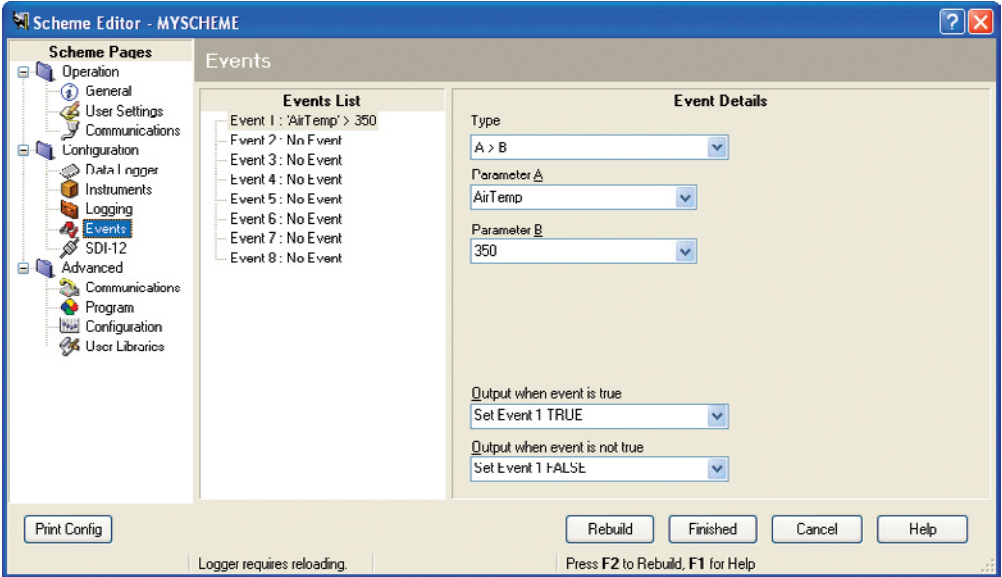 Scheme Editor - MYSCHEME
Scheme Pages
Operation
General
User Settings
Communications
Configuration
Data Logger
Instruments
Logging
Events
SDI-12
Advanced
Communications
Program
Configuration
User Libraries
Events
Events List
Event 1 : 'AirTemp' > 350
Event 2 : No Event
Event 3 : No Event
Event 4 : No Event
Event 5 : No Event
Event 6 : No Event
Event 7 : No Event
Event 8 : No Event
Event Details
Type
A > B
Parameter A
AirTemp
Parameter B
350
Output when event is true
Set Event 1 TRUE
Output when event is not true
Set Event 1 FALSE
Print Config
Rebuild
Finished
Cancel
Help
Logger requires reloading.
Press F2 to Rebuild, F1 for Help